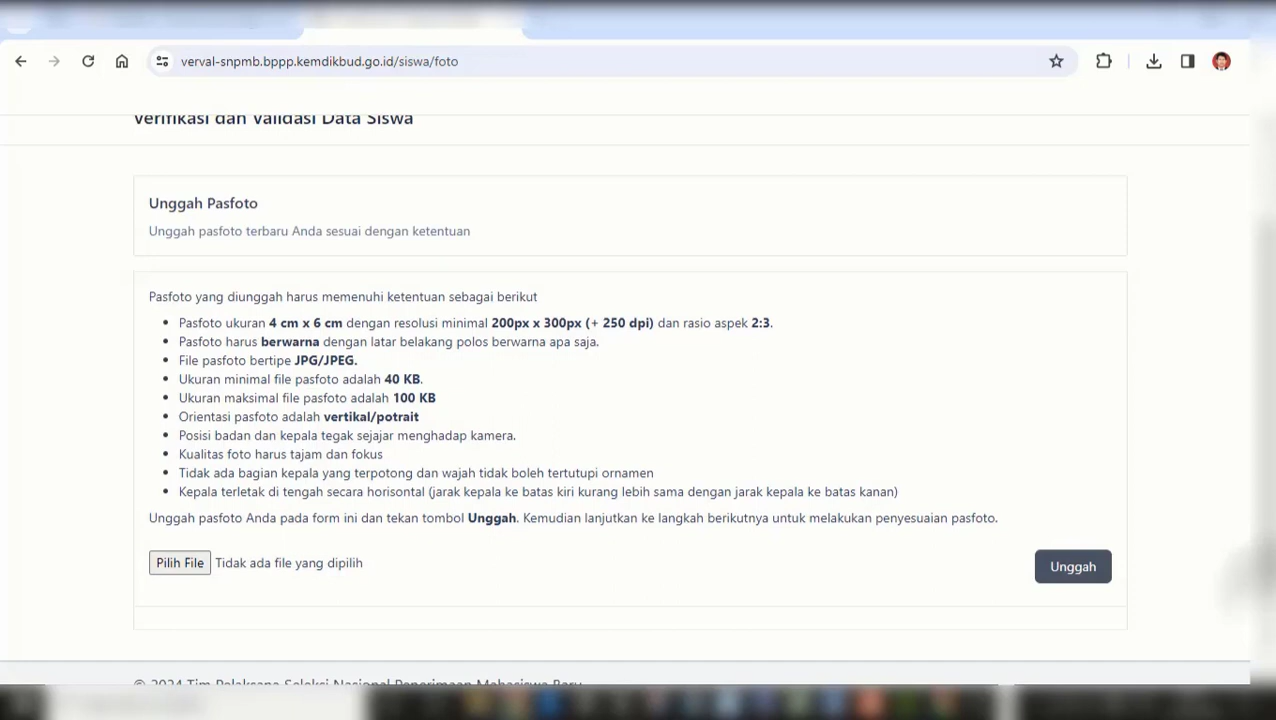 verval-snpmb.bppp.kemdikbud.go.id/siswa/foto
Verifikasi dan Validasi Data Siswa
Unggah Pasfoto
Unggah pasfoto terbaru Anda sesuai dengan ketentuan
Pasfoto yang diunggah harus memenuhi ketentuan sebagai berikut
• Pasfoto ukuran 4 cm x 6 cm dengan resolusi minimal 200px x 300px (+ 250 dpi) dan rasio aspek 2:3.
• Pasfoto harus berwarna dengan latar belakang polos berwarna apa saja.
• File pasfoto bertipe JPG/JPEG.
• Ukuran minimal file pasfoto adalah 40 KB.
• Ukuran maksimal file pasfoto adalah 100 KB
• Orientasi pasfoto adalah vertikal/potrait
• Posisi badan dan kepala tegak sejajar menghadap kamera.
• Kualitas foto harus tajam dan fokus
• Tidak ada bagian kepala yang terpotong dan wajah tidak boleh tertutupi ornamen
• Kepala terletak di tengah secara horisontal (jarak kepala ke batas kiri kurang lebih sama dengan jarak kepala ke batas kanan)
Unggah pasfoto Anda pada form ini dan tekan tombol Unggah. Kemudian lanjutkan ke langkah berikutnya untuk melakukan penyesuaian pasfoto.
Pilih File Tidak ada file yang dipilih
Unggah
© 2024 Tim Pelaksana Seleksi Nasional Penerimaan Mahasiswa Baru